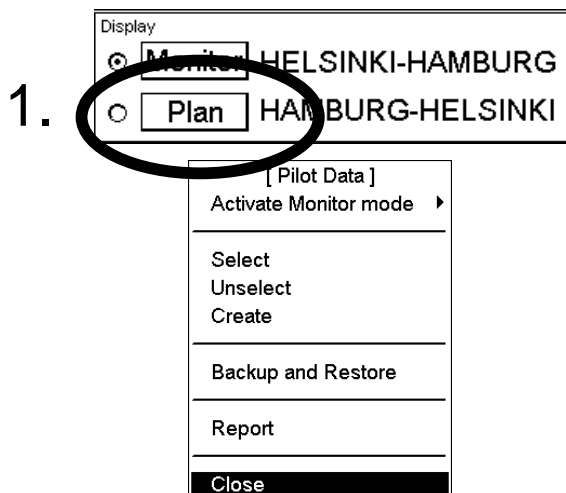 Display
Monitor HELSINKI-HAMBURG
1.
Plan HAMBURG-HELSINKI
[ Pilot Data ]
Activate Monitor mode
Select
Unselect
Create
Backup and Restore
Report
Close